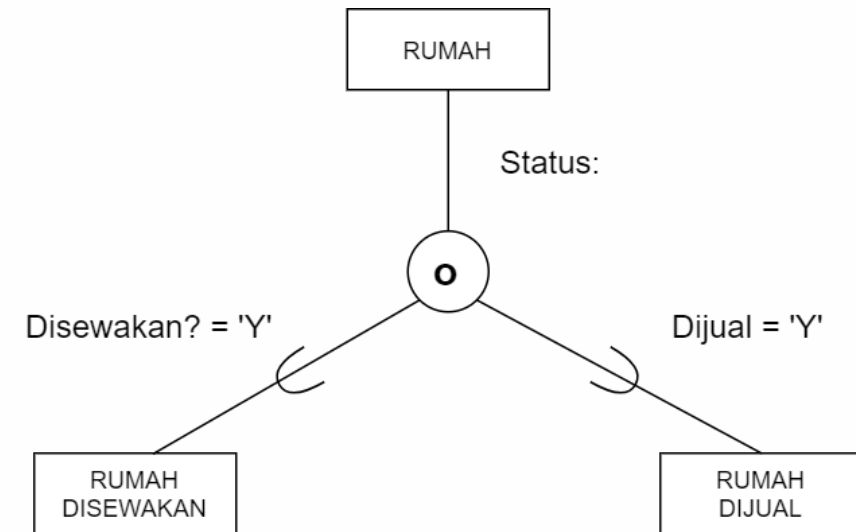 RUMAH
Status:
O
Disewakan? = 'Y'
Dijual = 'Y'
RUMAH
DISEWAKAN
RUMAH
DIJUAL